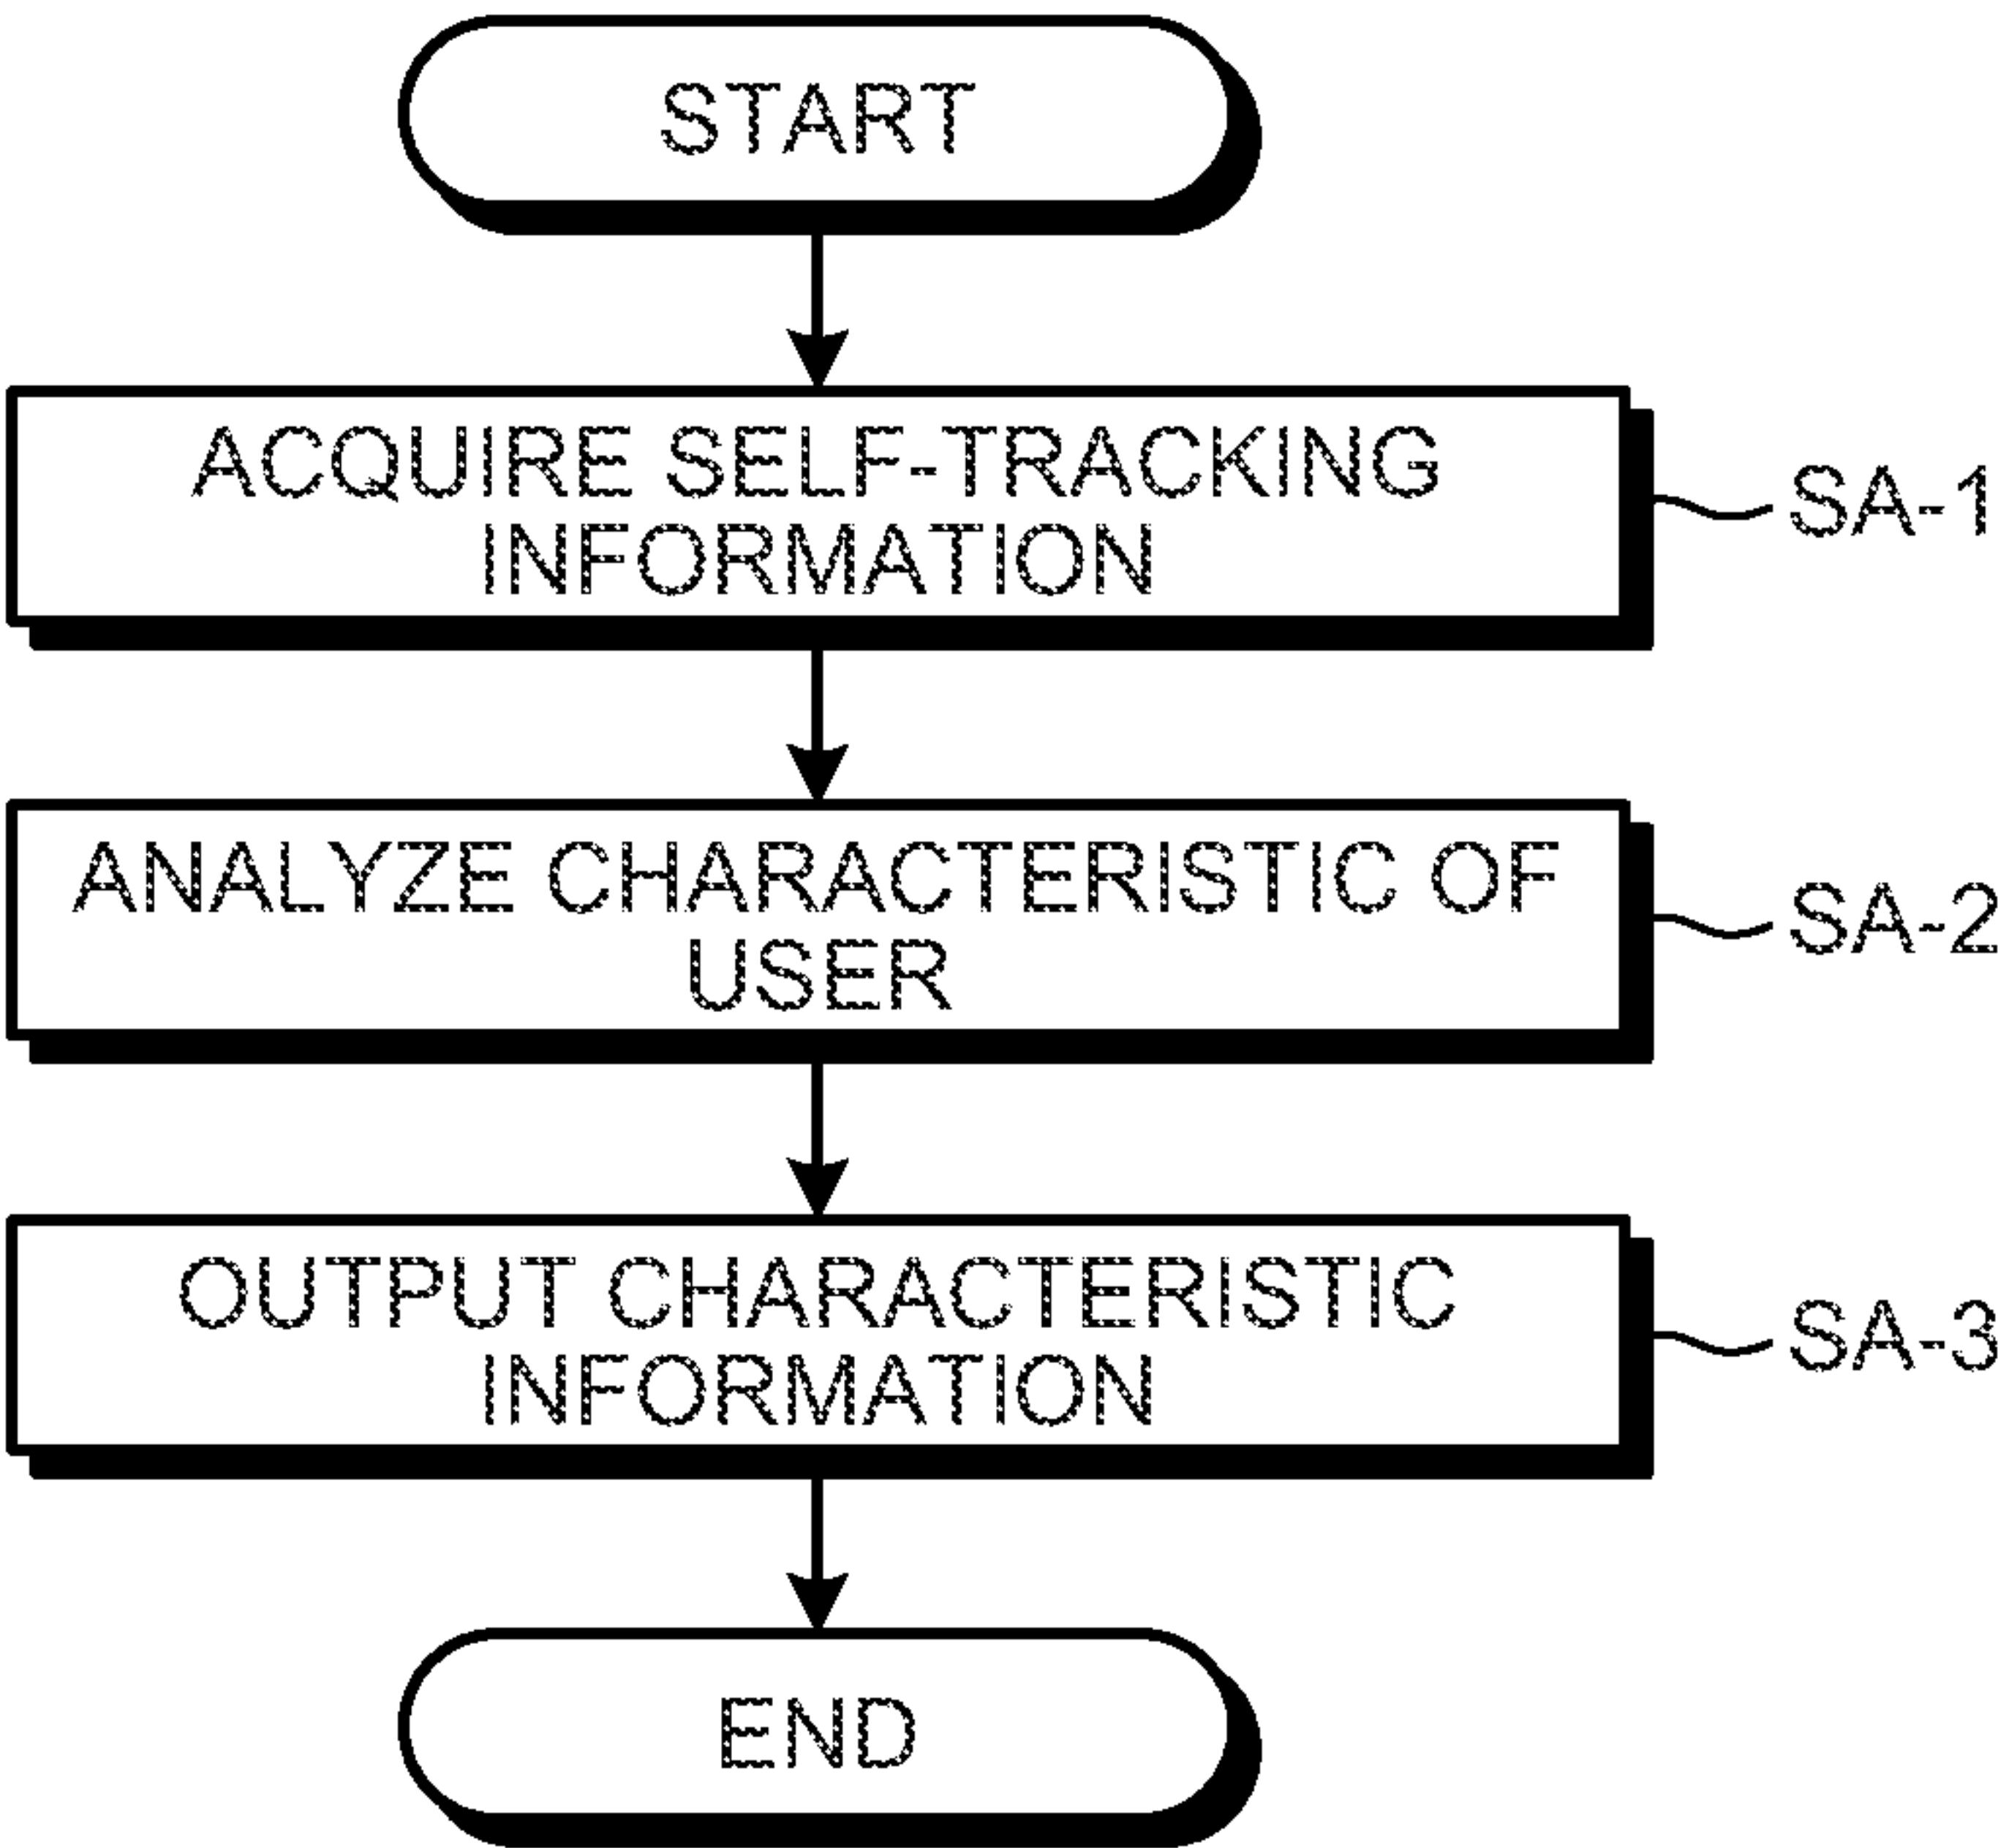 START
ACQUIRE SELF-TRACKING
INFORMATION
SA-1
ANALYZE CHARACTERISTIC OF
USER
SA-2
OUTPUT CHARACTERISTIC
INFORMATION
SA-3
END